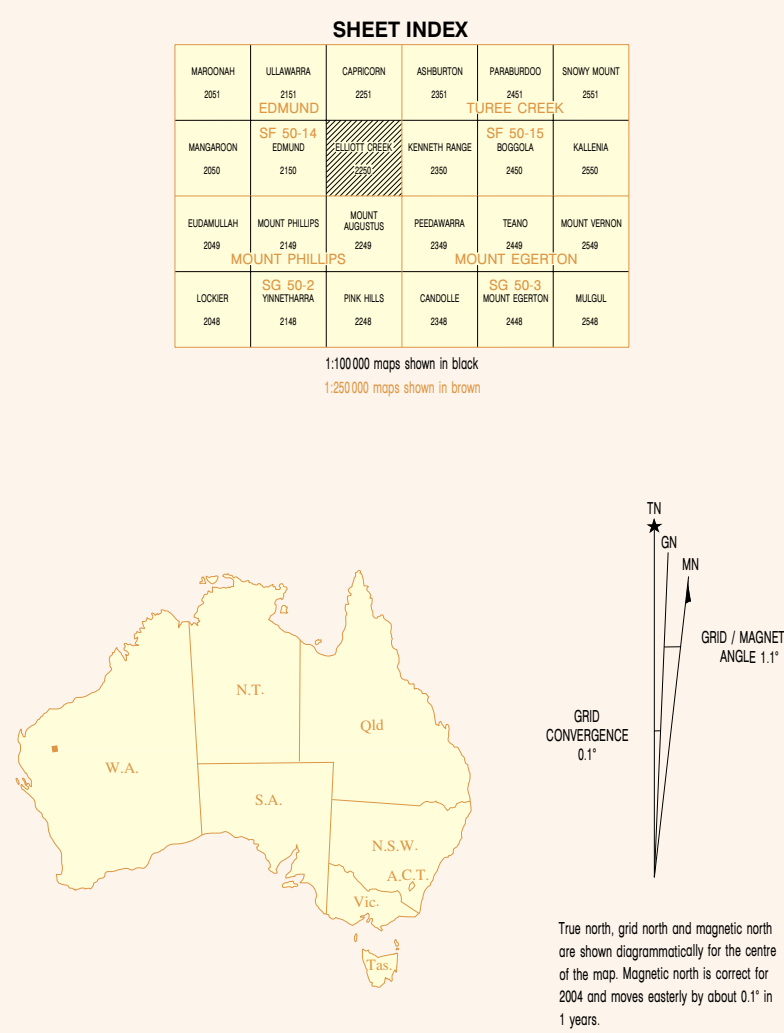 SHEET INDEX
MAROONAH ULLAWARRA CAPRICORN ASHBURTON PARABURDOO SNOWY MOUNT
2051 2151 2251 2351 2451 2551
EDMUND TUREE CREEK
SF 50-14 SF 50-15
MANGAROON EDMUND ELLIOTT CREEK KENNETH RANGE BOGGOLA KALLENIA
2050 2150 2250 2350 2450 2550
EUDAMULLAH MOUNT PHILLIPS MOUNT AUGUSTUS PEEDAWARRA TEANO MOUNT VERNON
2049 2149 2249 2349 2449 2549
MOUNT PHILLIPS MOUNT EGERTON
SG 50-2 SG 50-3
LOCKIER YINNETHARRA PINK HILLS CANDOLLE MOUNT EGERTON MULGUL
2048 2148 2248 2348 2448 2548
1:100 000 maps shown in black
1:250 000 maps shown in brown
TN
GN
MN
GRID / MAGNET
ANGLE 1.1°
GRID
CONVERGENCE
0.1°
N.T.
Qld
W.A.
S.A.
N.S.W.
A.C.T.
Vic.
Tas.
True north, grid north and magnetic north
are shown diagrammatically for the centre
of the map. Magnetic north is correct for
2004 and moves easterly by about 0.1° in
1 years.